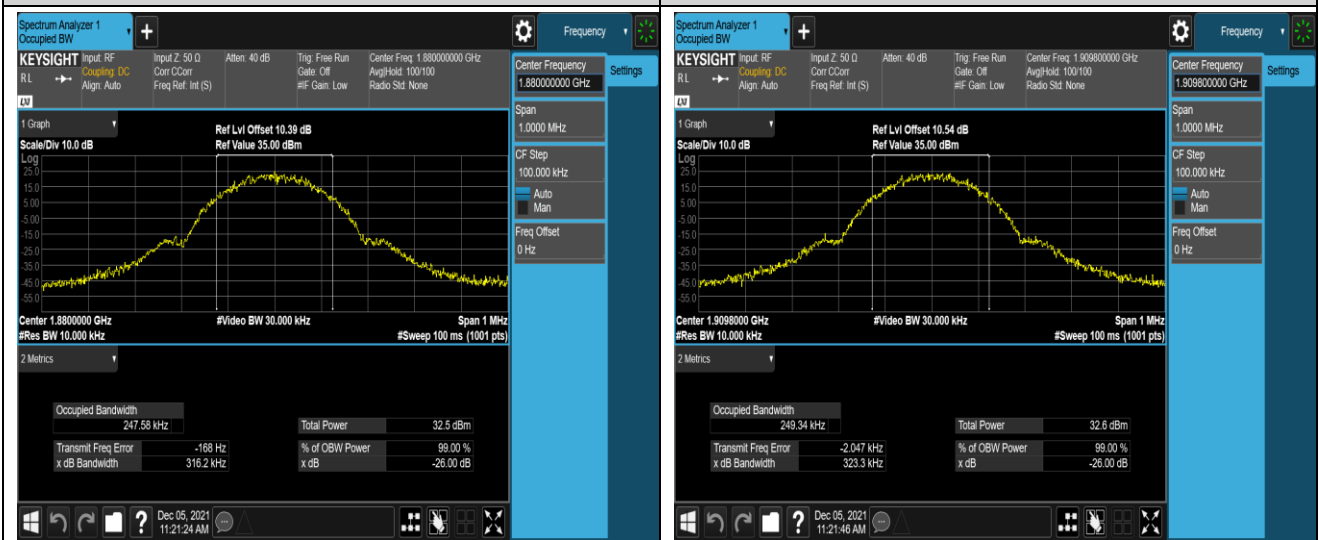 Spectrum Analyzer 1
Occupied BW
+
Frequency
KEYSIGHT
RL
LXI
Input: RF
Coupling: DC
Align: Auto
Input Z: 50 Ω
Corr CCorr
Freq Ref: Int (S)
Atten: 40 dB
Trig: Free Run
Gate: Off
#IF Gain: Low
Center Freq: 1.880000000 GHz
Avg|Hold: 100/100
Radio Std: None
Center Frequency
1.880000000 GHz
Settings
Span
1.0000 MHz
CF Step
100.000 kHz
Auto
Man
Freq Offset
0 Hz
1 Graph
Scale/Div 10.0 dB
Ref Lvl Offset 10.39 dB
Ref Value 35.00 dBm
Log
25.0
15.0
5.00
-5.00
-15.0
-25.0
-35.0
-45.0
-55.0
Center 1.8800000 GHz
#Res BW 10.000 kHz
#Video BW 30.000 kHz
Span 1 MHz
#Sweep 100 ms (1001 pts)
2 Metrics
Occupied Bandwidth
247.58 kHz
Transmit Freq Error -168 Hz
x dB Bandwidth 316.2 kHz
Total Power 32.5 dBm
% of OBW Power 99.00 %
x dB -26.00 dB
?
Dec 05, 2021
11:21:24 AM
Spectrum Analyzer 1
Occupied BW
+
Frequency
KEYSIGHT
RL
LXI
Input: RF
Coupling: DC
Align: Auto
Input Z: 50 Ω
Corr CCorr
Freq Ref: Int (S)
Atten: 40 dB
Trig: Free Run
Gate: Off
#IF Gain: Low
Center Freq: 1.909800000 GHz
Avg|Hold: 100/100
Radio Std: None
Center Frequency
1.909800000 GHz
Settings
Span
1.0000 MHz
CF Step
100.000 kHz
Auto
Man
Freq Offset
0 Hz
1 Graph
Scale/Div 10.0 dB
Ref Lvl Offset 10.54 dB
Ref Value 35.00 dBm
Log
25.0
15.0
5.00
-5.00
-15.0
-25.0
-35.0
-45.0
-55.0
Center 1.9098000 GHz
#Res BW 10.000 kHz
#Video BW 30.000 kHz
Span 1 MHz
#Sweep 100 ms (1001 pts)
2 Metrics
Occupied Bandwidth
249.34 kHz
Transmit Freq Error -2.047 kHz
x dB Bandwidth 323.3 kHz
Total Power 32.6 dBm
% of OBW Power 99.00 %
x dB -26.00 dB
?
Dec 05, 2021
11:21:46 AM